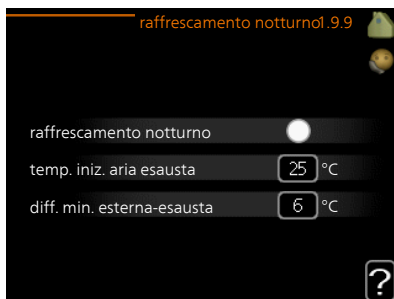 raffrescamento notturno1.9.9
raffrescamento notturno
temp. iniz. aria esausta 25 °C
diff. min. esterna-esausta 6 °C
?